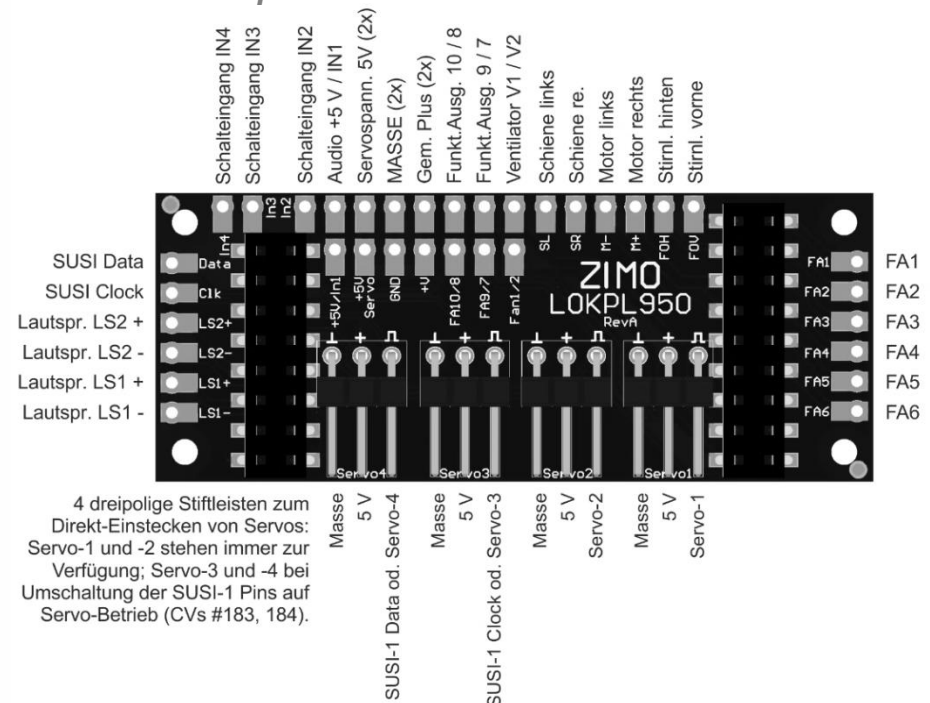 Schalteingang IN4
Schalteingang IN3
Schalteingang IN2
Audio +5 V / IN1
Servospann. 5V (2x)
MASSE (2x)
Gem. Plus (2x)
Funkt.Ausg. 10 / 8
Funkt.Ausg. 9 / 7
Ventilator V1 / V2
Schiene links
Schiene re.
Motor links
Motor rechts
Stirnl. hinten
Stirnl. vorne
In4
In3
In2
SL
SR
M-
M+
FOH
FOV
+5V/In1
+5V
Servo
GND
+V
FA10/8
FA9/7
Fan1/2
ZIMO
LOKPL950
RevA
SUSI Data
SUSI Clock
Lautspr. LS2 +
Lautspr. LS2 -
Lautspr. LS1 +
Lautspr. LS1 -
Data
Clk
LS2+
LS2-
LS1+
LS1-
FA1
FA2
FA3
FA4
FA5
FA6
FA1
FA2
FA3
FA4
FA5
FA6
⊥ +
⊥ +
⊥ +
⊥ +
Servo4
Servo3
Servo2
Servo1
Masse
5 V
SUSI-1 Data od. Servo-4
Masse
5 V
SUSI-1 Clock od. Servo-3
Masse
5 V
Servo-2
Masse
5 V
Servo-1
4 dreipolige Stiftleisten zum
Direkt-Einstecken von Servos:
Servo-1 und -2 stehen immer zur
Verfügung; Servo-3 und -4 bei
Umschaltung der SUSI-1 Pins auf
Servo-Betrieb (CVs #183, 184).